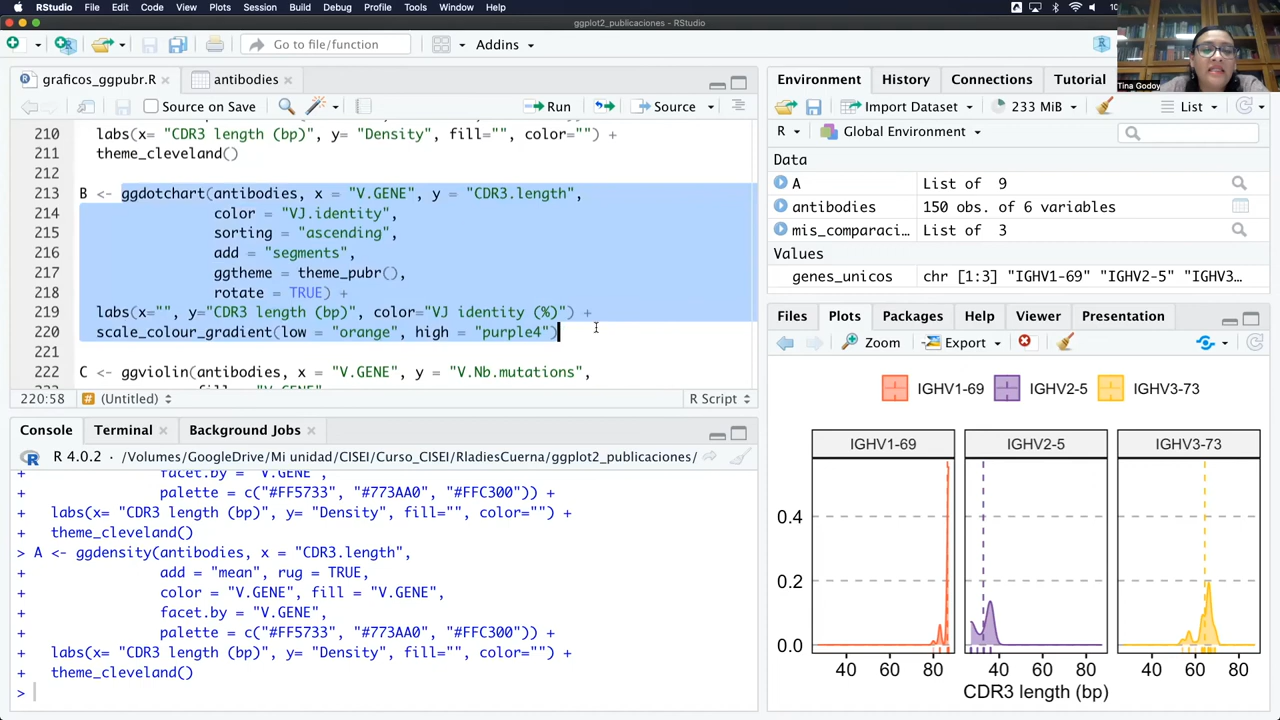 RStudio File Edit Code View Plots Session Build Debug Profile Tools Window Help
ggplot2_publicaciones - RStudio
Go to file/function Addins
graficos_ggpubr.R antibodies
Source on Save Run Source
210 labs(x= "CDR3 length (bp)", y= "Density", fill="", color="") +
211 theme_cleveland()
212
213 B <- ggdotchart(antibodies, x = "V.GENE", y = "CDR3.length",
214 color = "VJ.identity",
215 sorting = "ascending",
216 add = "segments",
217 ggtheme = theme_pubr(),
218 rotate = TRUE) +
219 labs(x="", y="CDR3 length (bp)", color="VJ identity (%)") +
220 scale_colour_gradient(low = "orange", high = "purple4")
221
222 C <- ggviolin(antibodies, x = "V.GENE", y = "V.Nb.mutations",
220:58 # (Untitled) R Script
Console Terminal Background Jobs
R 4.0.2 · /Volumes/GoogleDrive/Mi unidad/CISEI/Curso_CISEI/RladiesCuerna/ggplot2_publicaciones/
+ facet.by = "V.GENE",
+ palette = c("#FF5733", "#773AA0", "#FFC300")) +
+ labs(x= "CDR3 length (bp)", y= "Density", fill="", color="") +
+ theme_cleveland()
> A <- ggdensity(antibodies, x = "CDR3.length",
+ add = "mean", rug = TRUE,
+ color = "V.GENE", fill = "V.GENE",
+ facet.by = "V.GENE",
+ palette = c("#FF5733", "#773AA0", "#FFC300")) +
+ labs(x= "CDR3 length (bp)", y= "Density", fill="", color="") +
+ theme_cleveland()
>
Tina Godoy
Environment History Connections Tutorial
Import Dataset 233 MiB List
R Global Environment
Data
A List of 9
antibodies 150 obs. of 6 variables
mis_comparaci… List of 3
Values
genes_unicos chr [1:3] "IGHV1-69" "IGHV2-5" "IGHV3…
Files Plots Packages Help Viewer Presentation
Zoom Export
IGHV1-69 IGHV2-5 IGHV3-73
IGHV1-69 IGHV2-5 IGHV3-73
0.4
0.2
0.0
40 60 80 40 60 80 40 60 80
CDR3 length (bp)